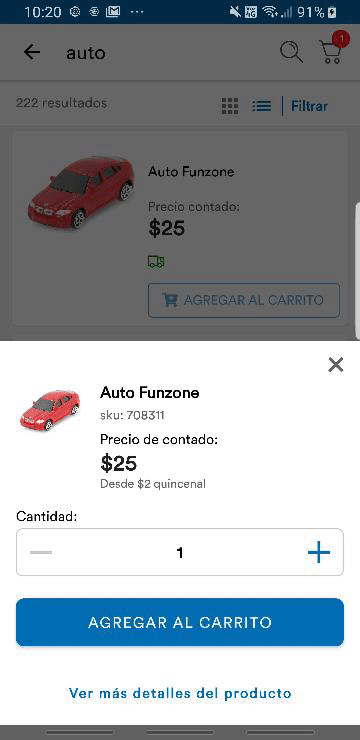 10:20
91%
auto
1
222 resultados
Filtrar
Auto Funzone
Precio contado:
$25
AGREGAR AL CARRITO
Auto Funzone
sku: 708311
Precio de contado:
$25
Desde $2 quincenal
Cantidad:
1
AGREGAR AL CARRITO
Ver más detalles del producto